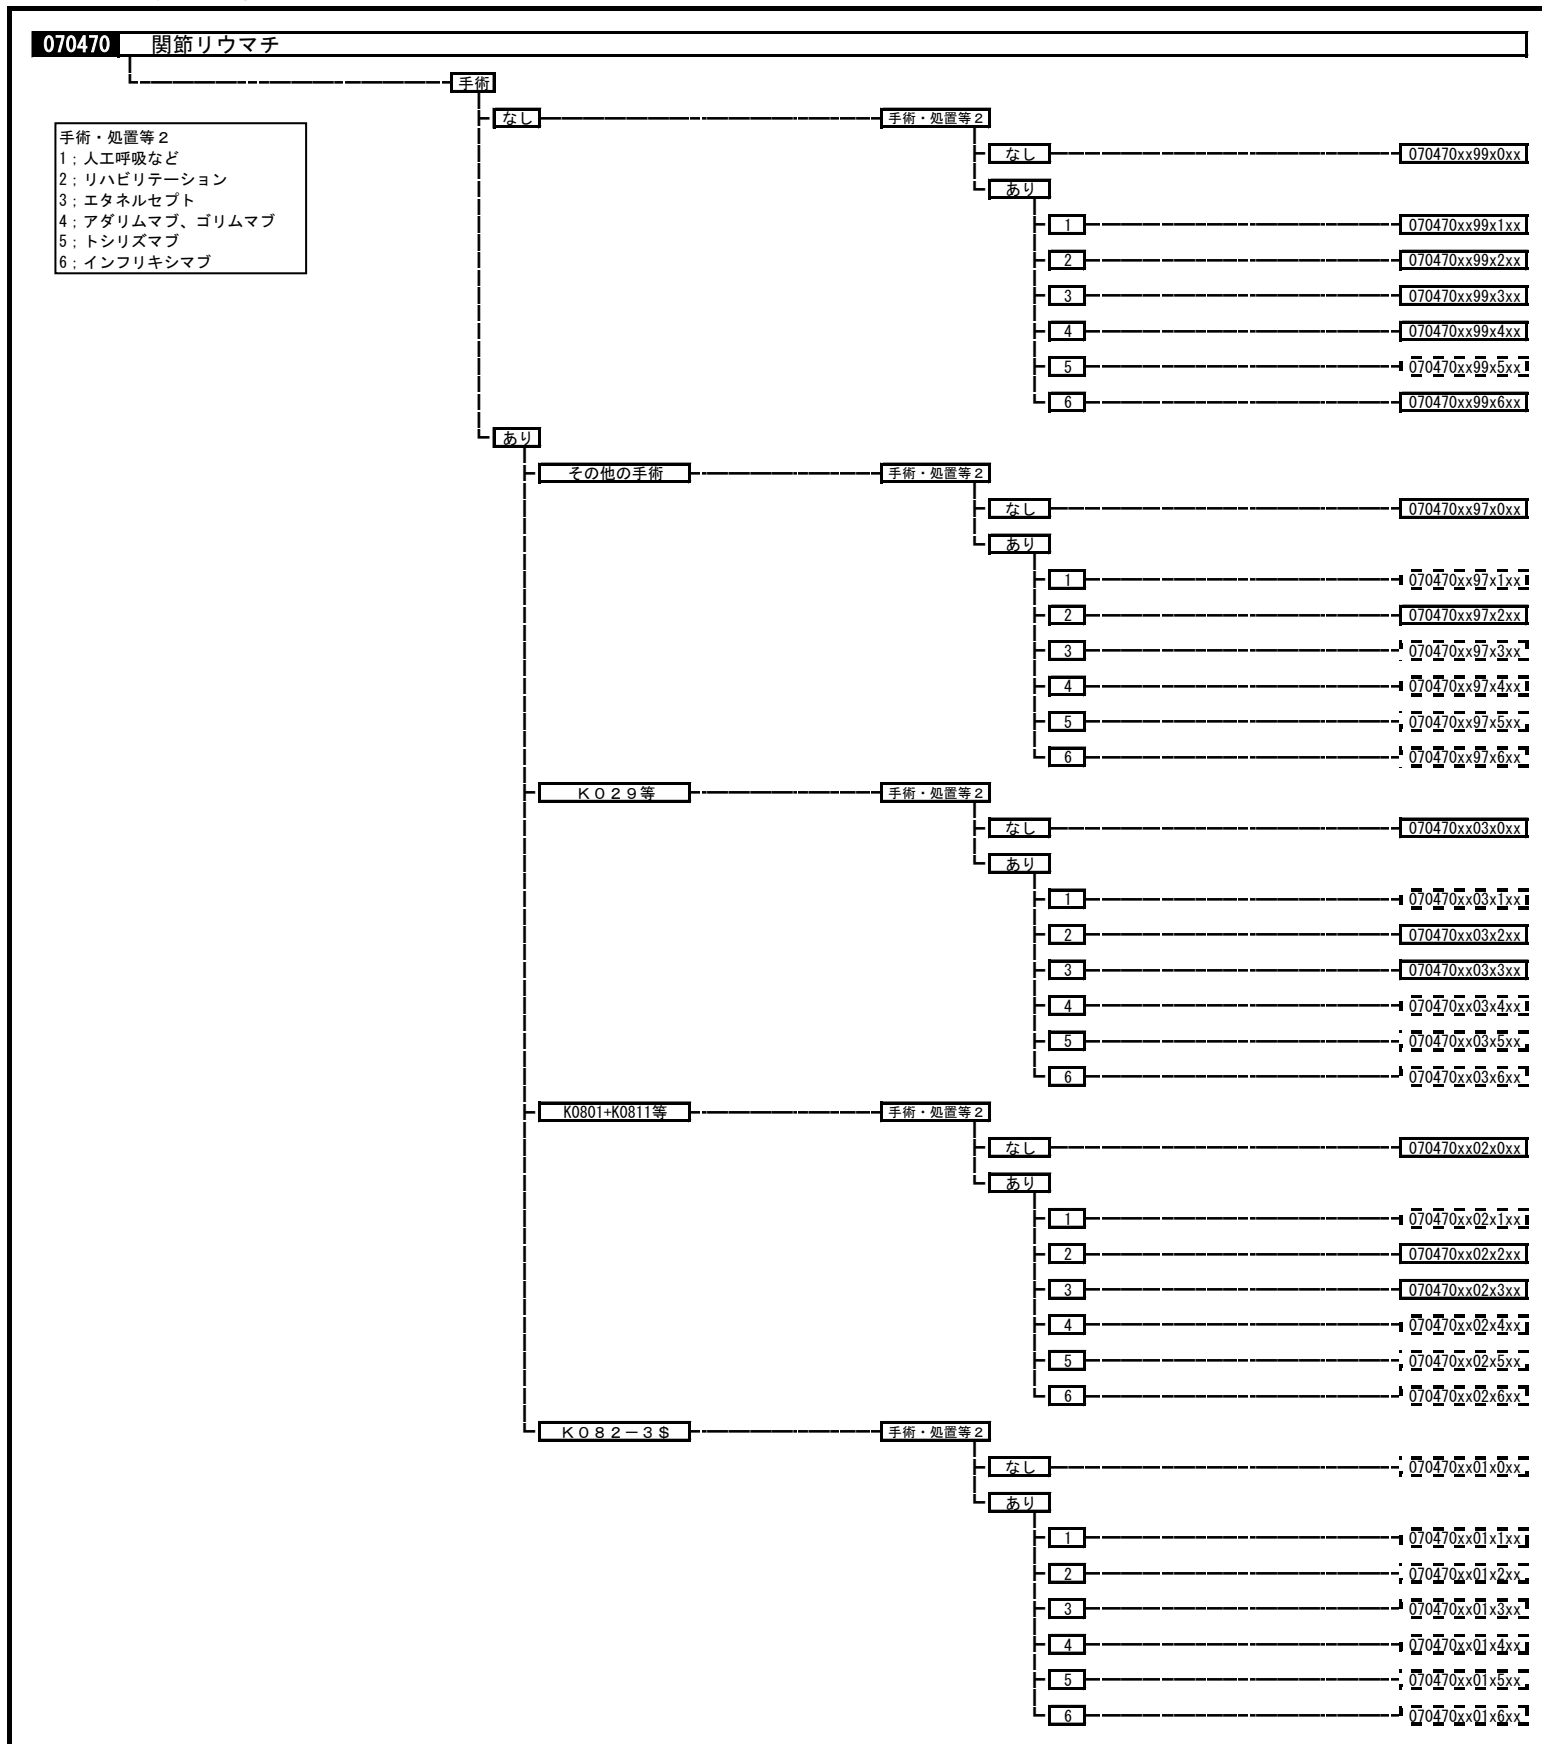 070470 関節リウマチ
手術
なし 手術・処置等2
手術・処置等2
1；人工呼吸など
2；リハビリテーション
3；エタネルセプト
4；アダリムマブ、ゴリムマブ
5；トシリズマブ
6；インフリキシマブ
なし 070470xx99x0xx
あり
1 070470xx99x1xx
2 070470xx99x2xx
3 070470xx99x3xx
4 070470xx99x4xx
5 070470xx99x5xx
6 070470xx99x6xx
あり
その他の手術 手術・処置等2
なし 070470xx97x0xx
あり
1 070470xx97x1xx
2 070470xx97x2xx
3 070470xx97x3xx
4 070470xx97x4xx
5 070470xx97x5xx
6 070470xx97x6xx
K029等 手術・処置等2
なし 070470xx03x0xx
あり
1 070470xx03x1xx
2 070470xx03x2xx
3 070470xx03x3xx
4 070470xx03x4xx
5 070470xx03x5xx
6 070470xx03x6xx
K0801+K0811等 手術・処置等2
なし 070470xx02x0xx
あり
1 070470xx02x1xx
2 070470xx02x2xx
3 070470xx02x3xx
4 070470xx02x4xx
5 070470xx02x5xx
6 070470xx02x6xx
K082－3$ 手術・処置等2
なし 070470xx01x0xx
あり
1 070470xx01x1xx
2 070470xx01x2xx
3 070470xx01x3xx
4 070470xx01x4xx
5 070470xx01x5xx
6 070470xx01x6xx